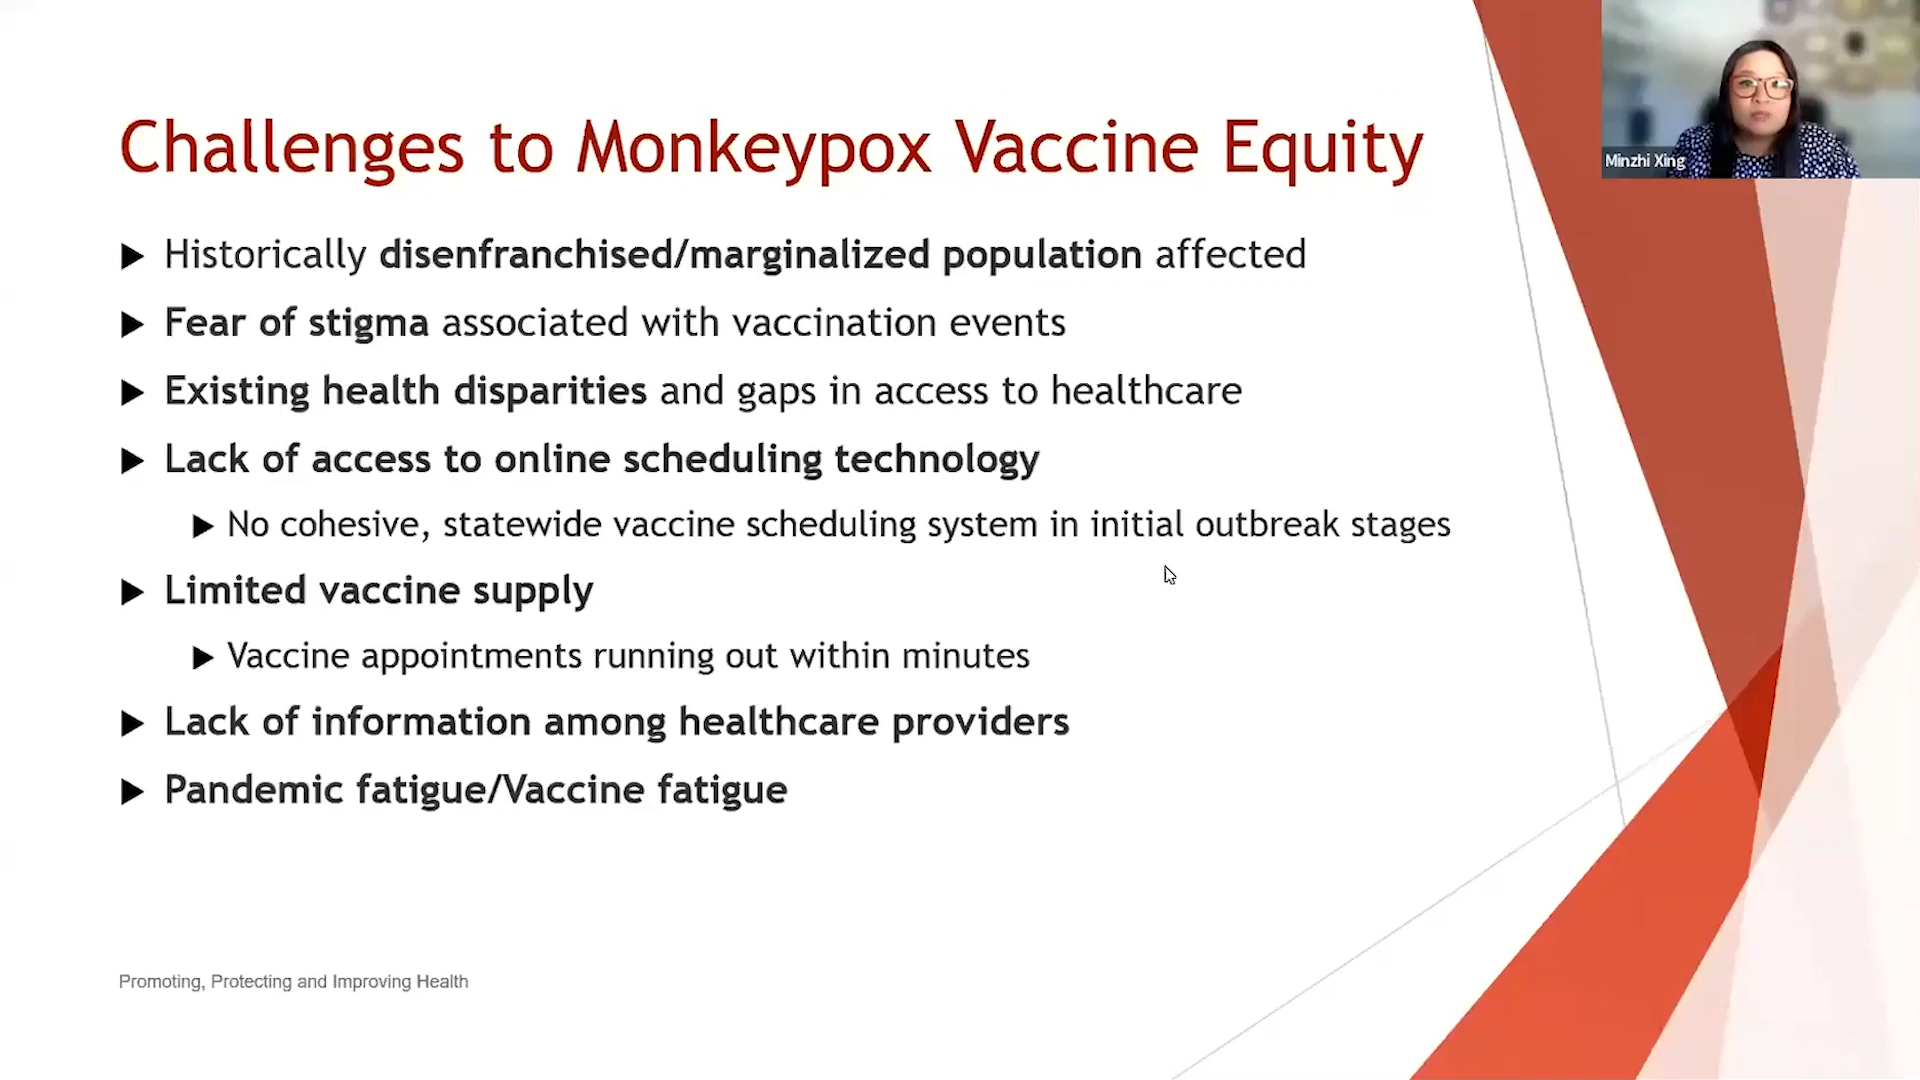 Challenges to Monkeypox Vaccine Equity
Minzhi Xing
Historically disenfranchised/marginalized population affected
Fear of stigma associated with vaccination events
Existing health disparities and gaps in access to healthcare
Lack of access to online scheduling technology
No cohesive, statewide vaccine scheduling system in initial outbreak stages
Limited vaccine supply
Vaccine appointments running out within minutes
Lack of information among healthcare providers
Pandemic fatigue/Vaccine fatigue
Promoting, Protecting and Improving Health